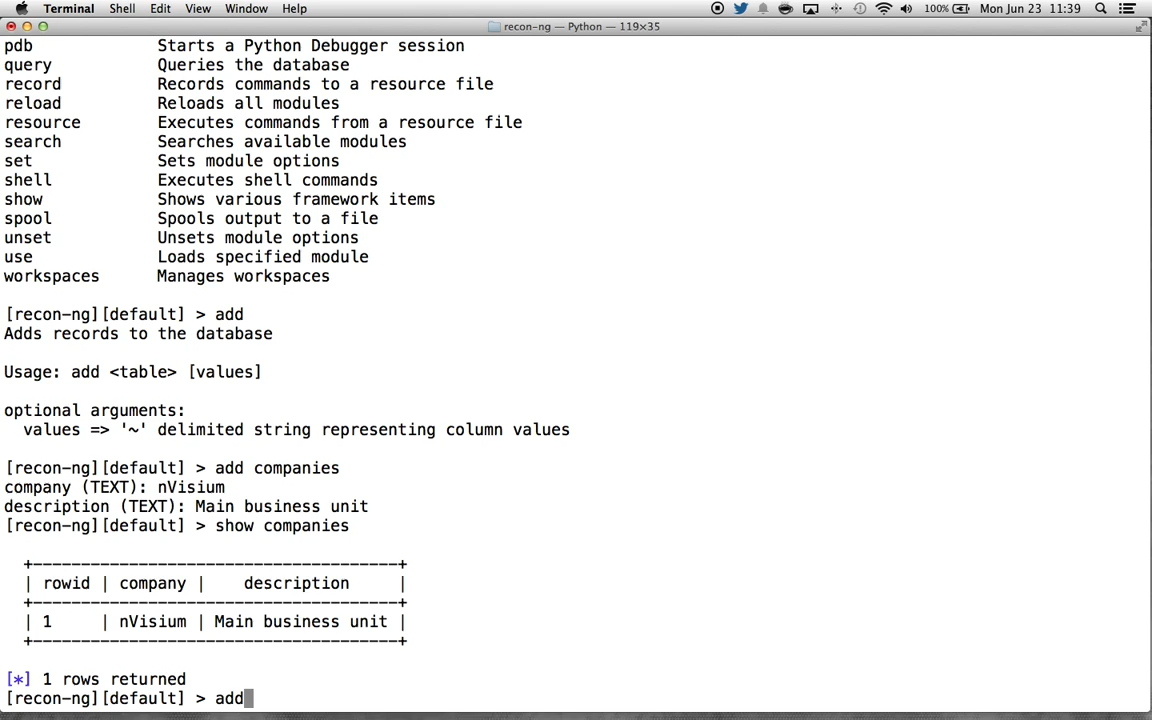 Terminal Shell Edit View Window Help 100% Mon Jun 23 11:39
recon-ng — Python — 119×35
pdb Starts a Python Debugger session
query Queries the database
record Records commands to a resource file
reload Reloads all modules
resource Executes commands from a resource file
search Searches available modules
set Sets module options
shell Executes shell commands
show Shows various framework items
spool Spools output to a file
unset Unsets module options
use Loads specified module
workspaces Manages workspaces
[recon-ng][default] > add
Adds records to the database
Usage: add <table> [values]
optional arguments:
values => '~' delimited string representing column values
[recon-ng][default] > add companies
company (TEXT): nVisium
description (TEXT): Main business unit
[recon-ng][default] > show companies
+--------------------------------------+
| rowid | company | description |
+--------------------------------------+
| 1 | nVisium | Main business unit |
+--------------------------------------+
[*] 1 rows returned
[recon-ng][default] > add